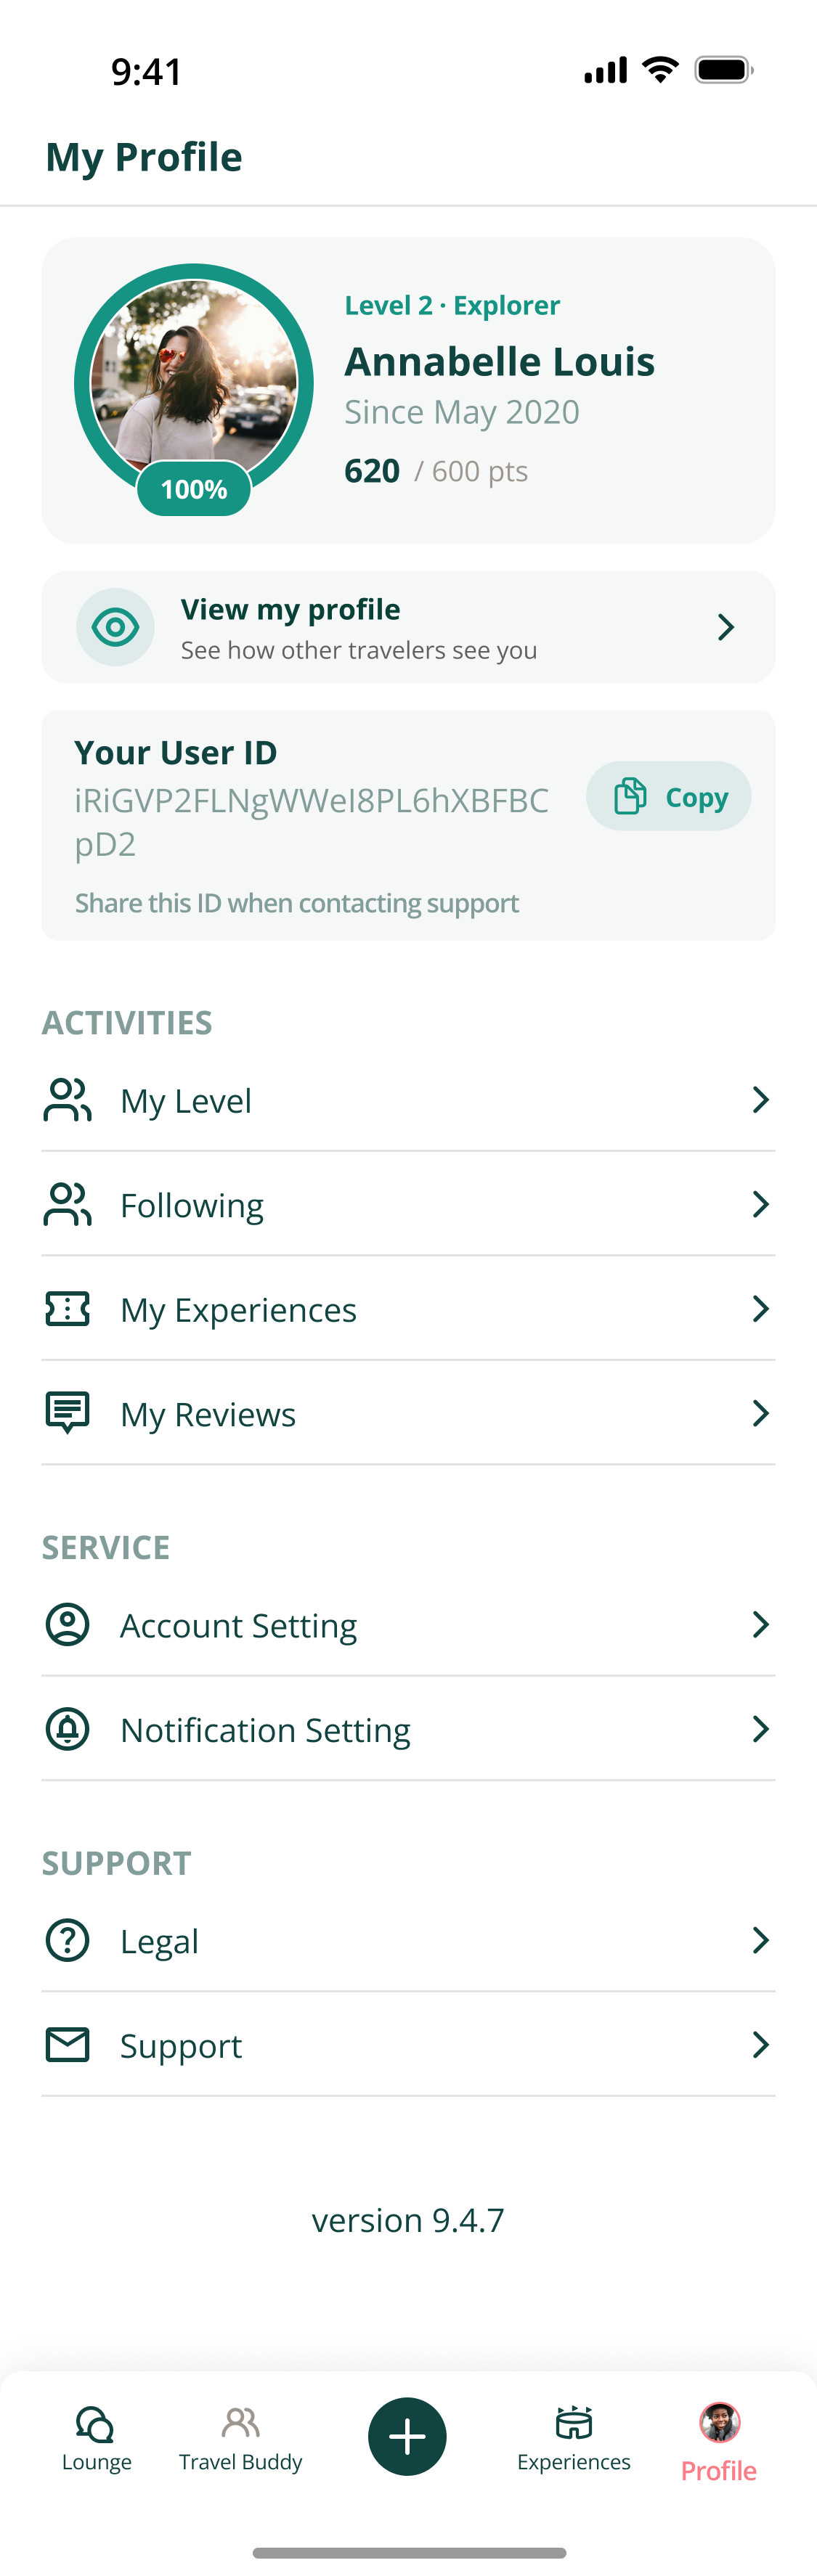 9:41
My Profile
Level 2 · Explorer
Annabelle Louis
Since May 2020
620 / 600 pts
100%
View my profile
See how other travelers see you
Your User ID
iRiGVP2FLNgWWeI8PL6hXBFBC
pD2
Copy
Share this ID when contacting support
ACTIVITIES
My Level
Following
My Experiences
My Reviews
SERVICE
Account Setting
Notification Setting
SUPPORT
Legal
Support
version 9.4.7
Lounge
Travel Buddy
Experiences
Profile